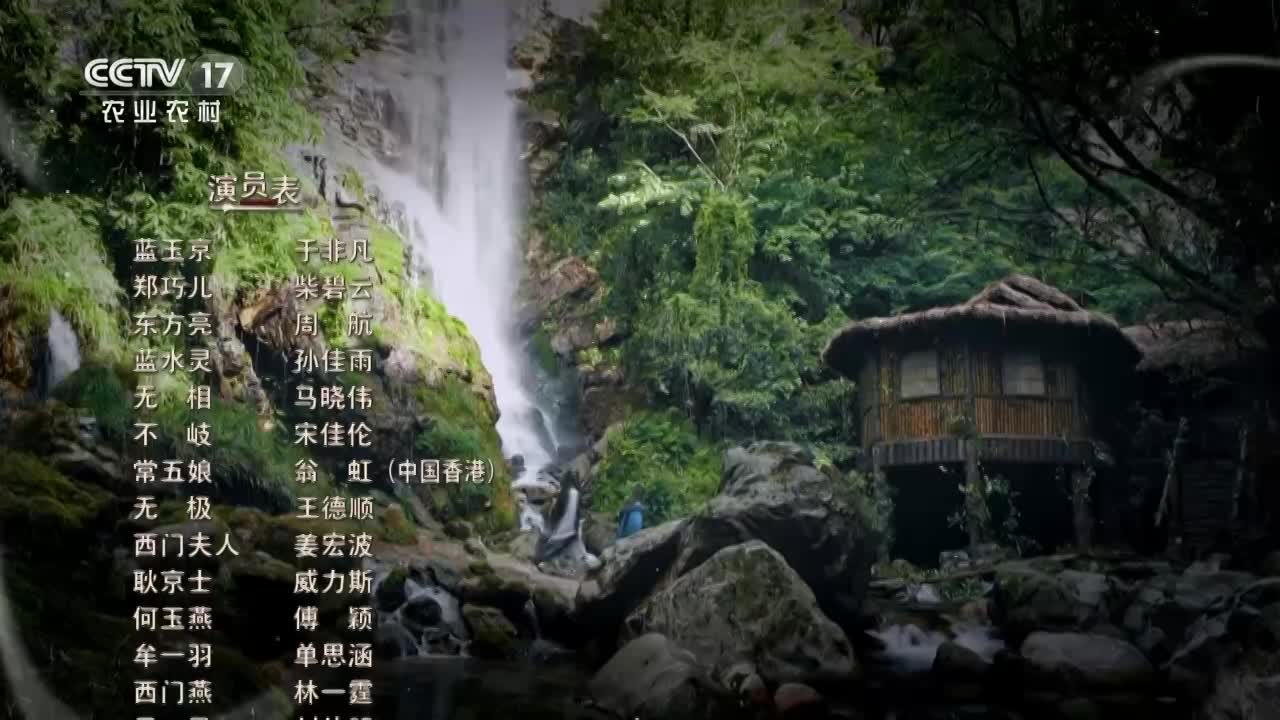 CCTV 17
农业农村
演员表
蓝玉京 于非凡
郑巧儿 柴碧云
东方亮 周 航
蓝水灵 孙佳雨
无 相 马晓伟
不 岐 宋佳伦
常五娘 翁 虹（中国香港）
无 极 王德顺
西门夫人 姜宏波
耿京士 威力斯
何玉燕 傅 颖
牟一羽 单思涵
西门燕 林一霆